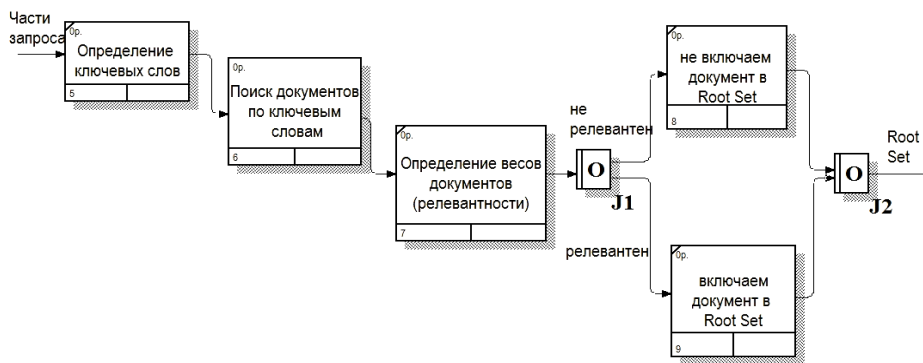 Части
запроса
0р.
Определение
ключевых слов
5
0р.
Поиск документов
по ключевым
словам
6
0р.
Определение весов
документов
(релевантности)
7
не
релевантен
релевантен
O
J1
0р.
не включаем
документ в
Root Set
8
0р.
включаем
документ в
Root Set
9
O
J2
Root
Set